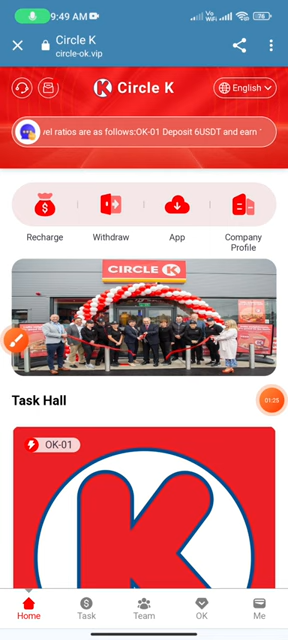 9:49 AM
Vo
WiFi
76
Circle K
circle-ok.vip
Circle K
English
vel ratios are as follows:OK-01 Deposit 6USDT and earn
Recharge
Withdraw
App
Company
Profile
CIRCLE K
Task Hall
01:25
OK-01
Home
Task
Team
OK
Me